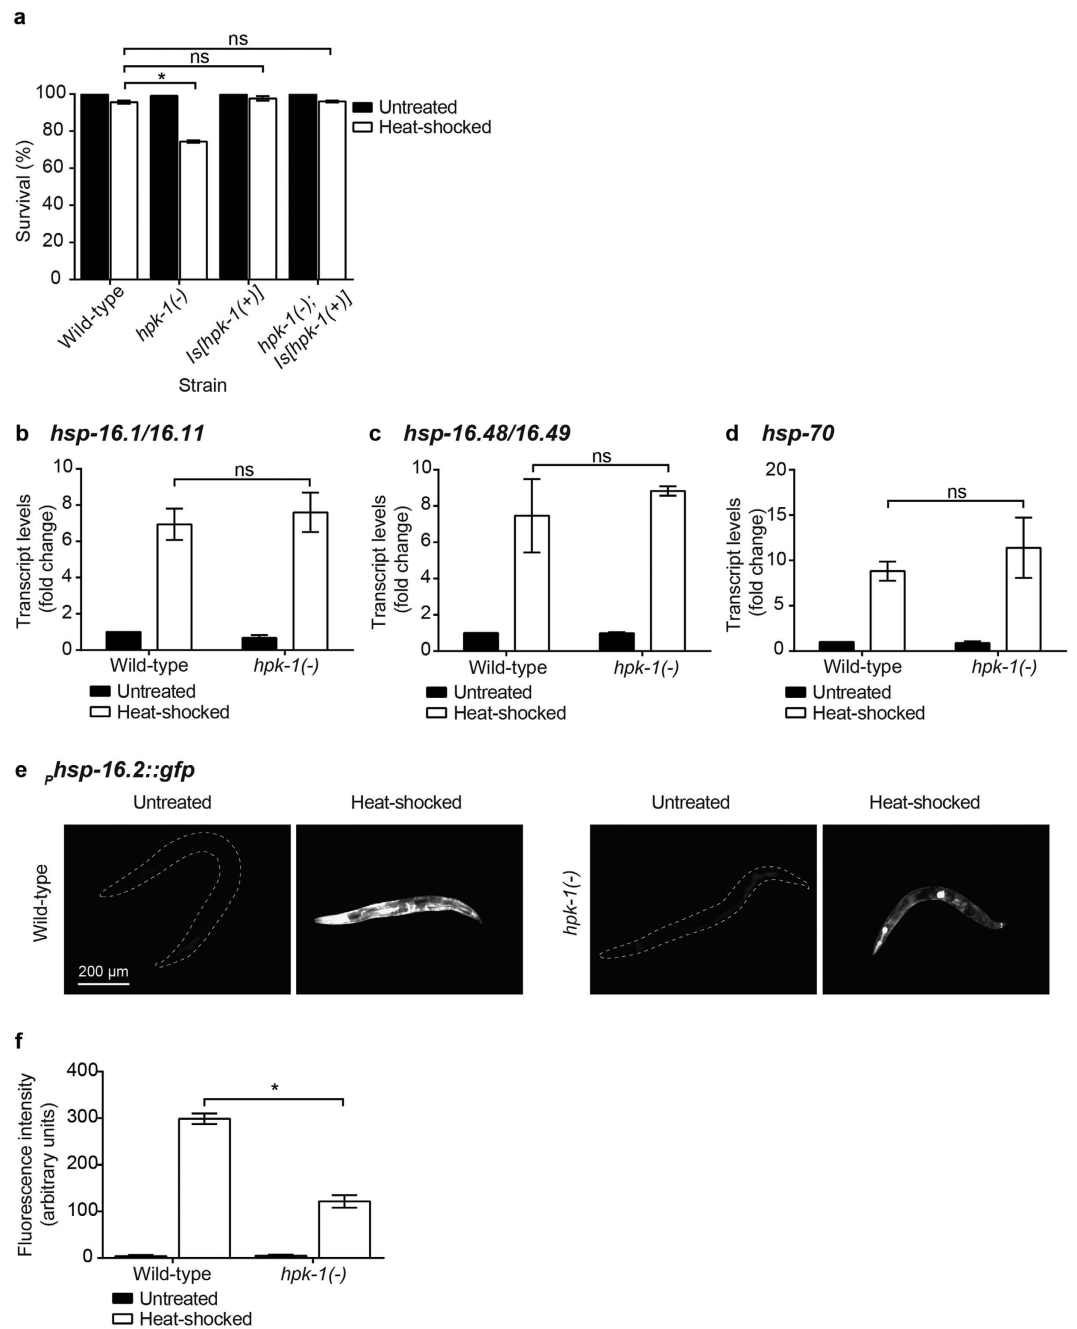 a
ns
ns
*
100
80
60
40
20
0
Survival (%)
Untreated
Heat-shocked
Wild-type
hpk-1(-)
Is[hpk-1(+)]
hpk-1(-);
Is[hpk-1(+)]
Strain
b hsp-16.1/16.11
ns
10
8
6
4
2
0
Transcript levels
(fold change)
Wild-type hpk-1(-)
Untreated
Heat-shocked
c hsp-16.48/16.49
ns
10
8
6
4
2
0
Transcript levels
(fold change)
Wild-type hpk-1(-)
Untreated
Heat-shocked
d hsp-70
ns
20
15
10
5
0
Transcript levels
(fold change)
Wild-type hpk-1(-)
Untreated
Heat-shocked
e Phsp-16.2::gfp
Untreated Heat-shocked Untreated Heat-shocked
Wild-type
hpk-1(-)
200 µm
f
*
400
300
200
100
0
Fluorescence intensity
(arbitrary units)
Wild-type hpk-1(-)
Untreated
Heat-shocked